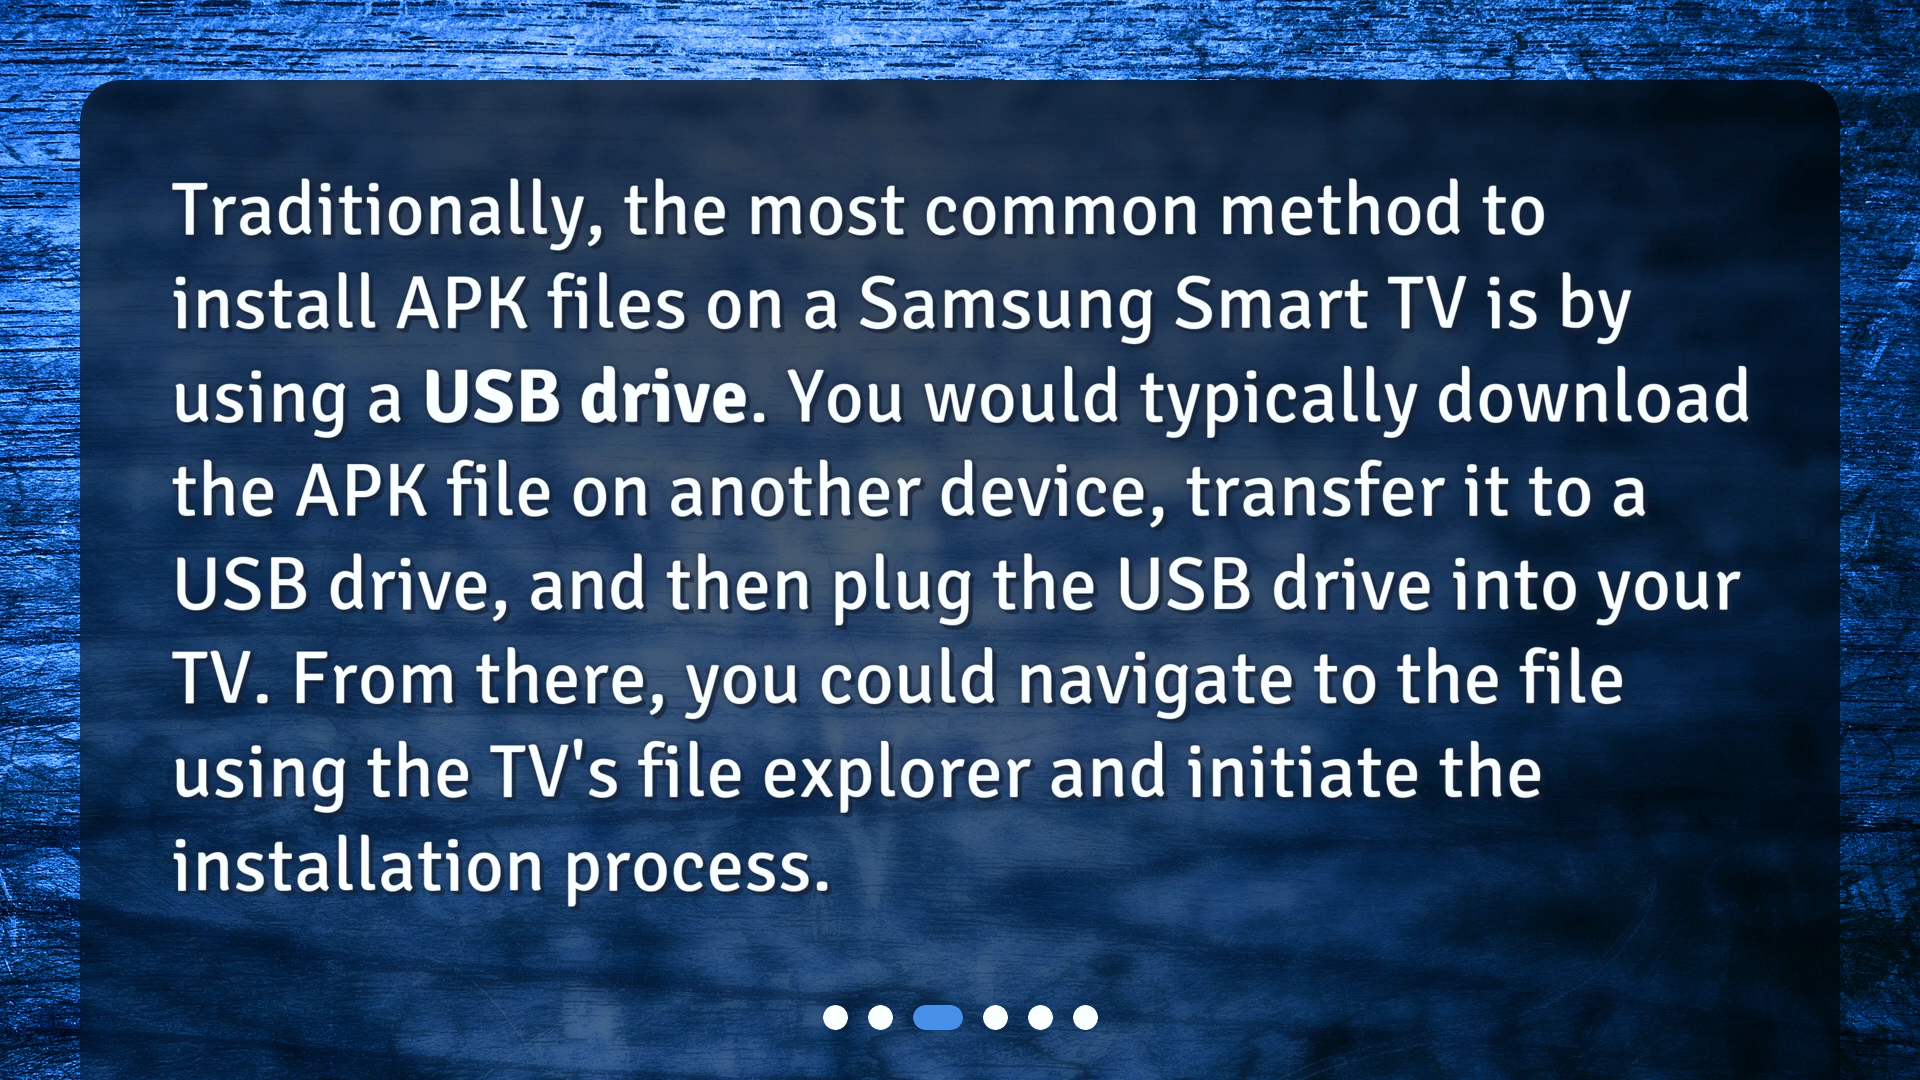 Traditionally, the most common method to
install APK files on a Samsung Smart TV is by
using a USB drive. You would typically download
the APK file on another device, transfer it to a
USB drive, and then plug the USB drive into your
TV. From there, you could navigate to the file
using the TV's file explorer and initiate the
installation process.